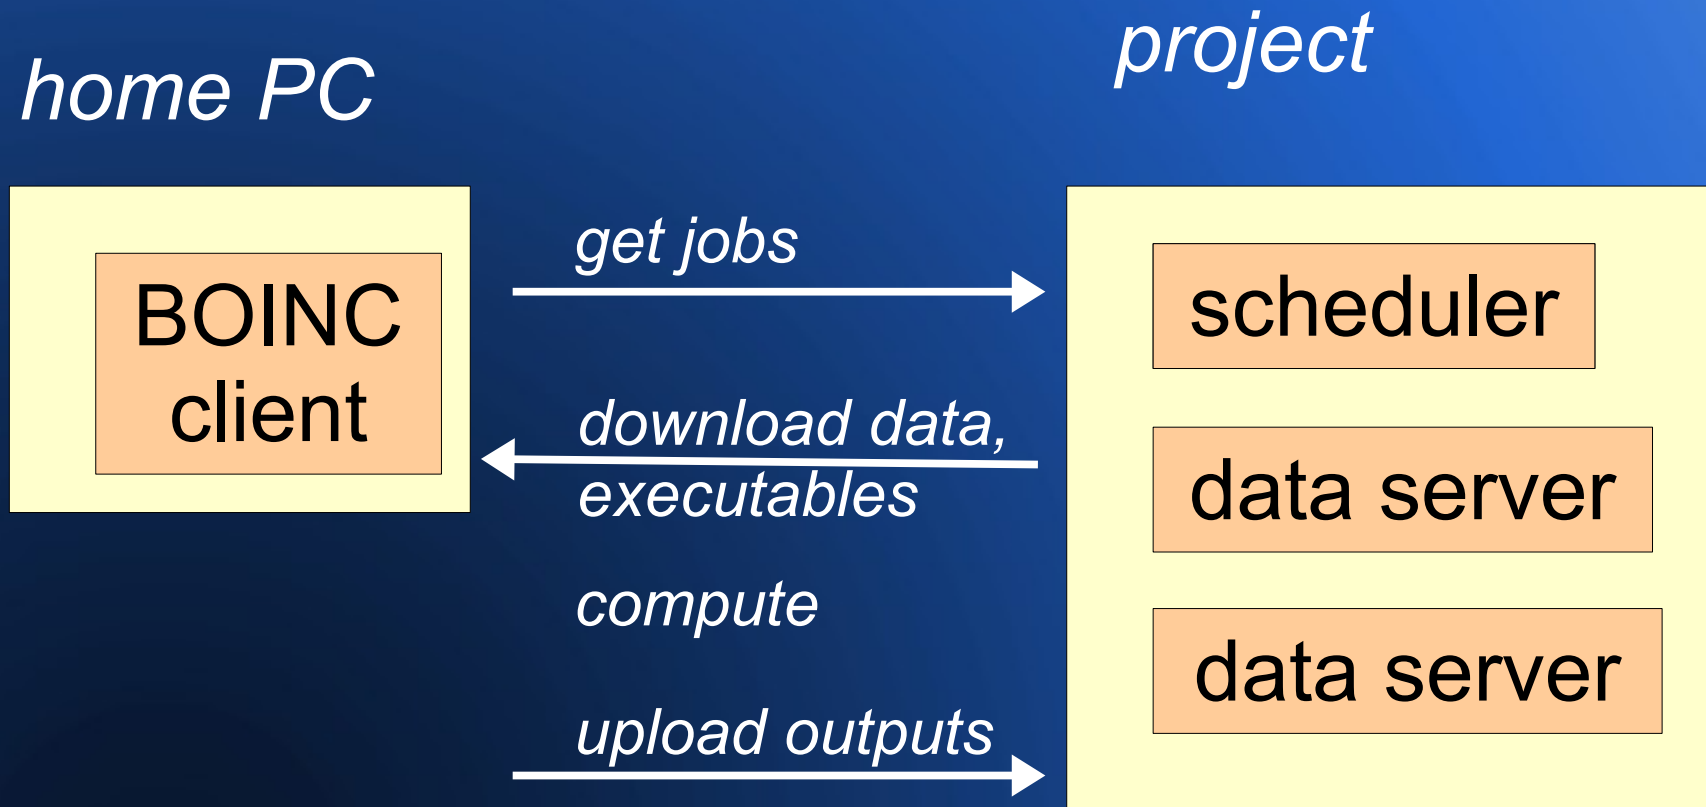 home PC
project
BOINC
client
get jobs
download data,
executables
compute
upload outputs
scheduler
data server
data server